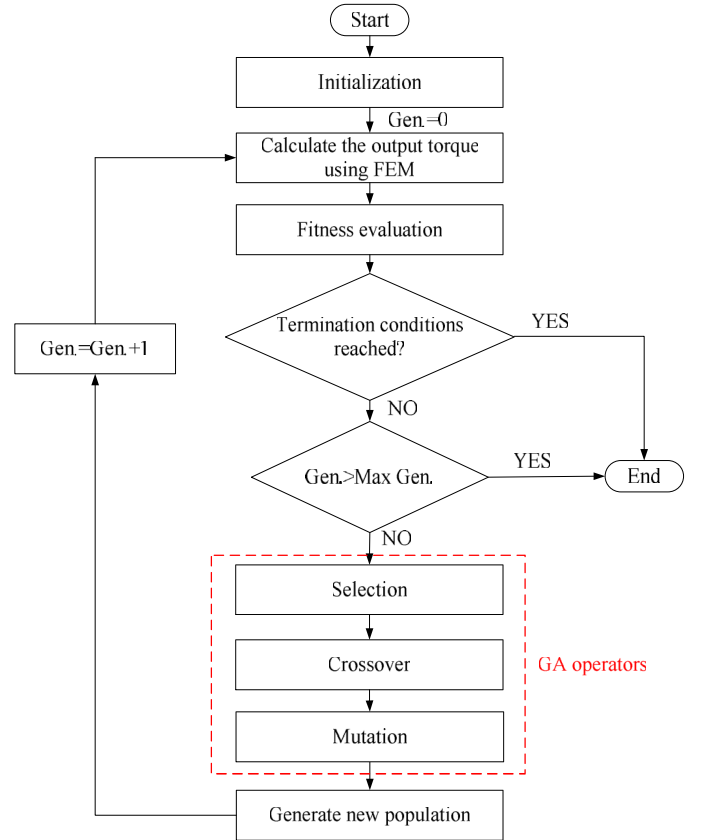 Start
Initialization
Gen.=0
Calculate the output torque
using FEM
Fitness evaluation
Termination conditions
reached?
YES
Gen.=Gen.+1
NO
Gen.>Max Gen.
YES
End
NO
Selection
Crossover
GA operators
Mutation
Generate new population